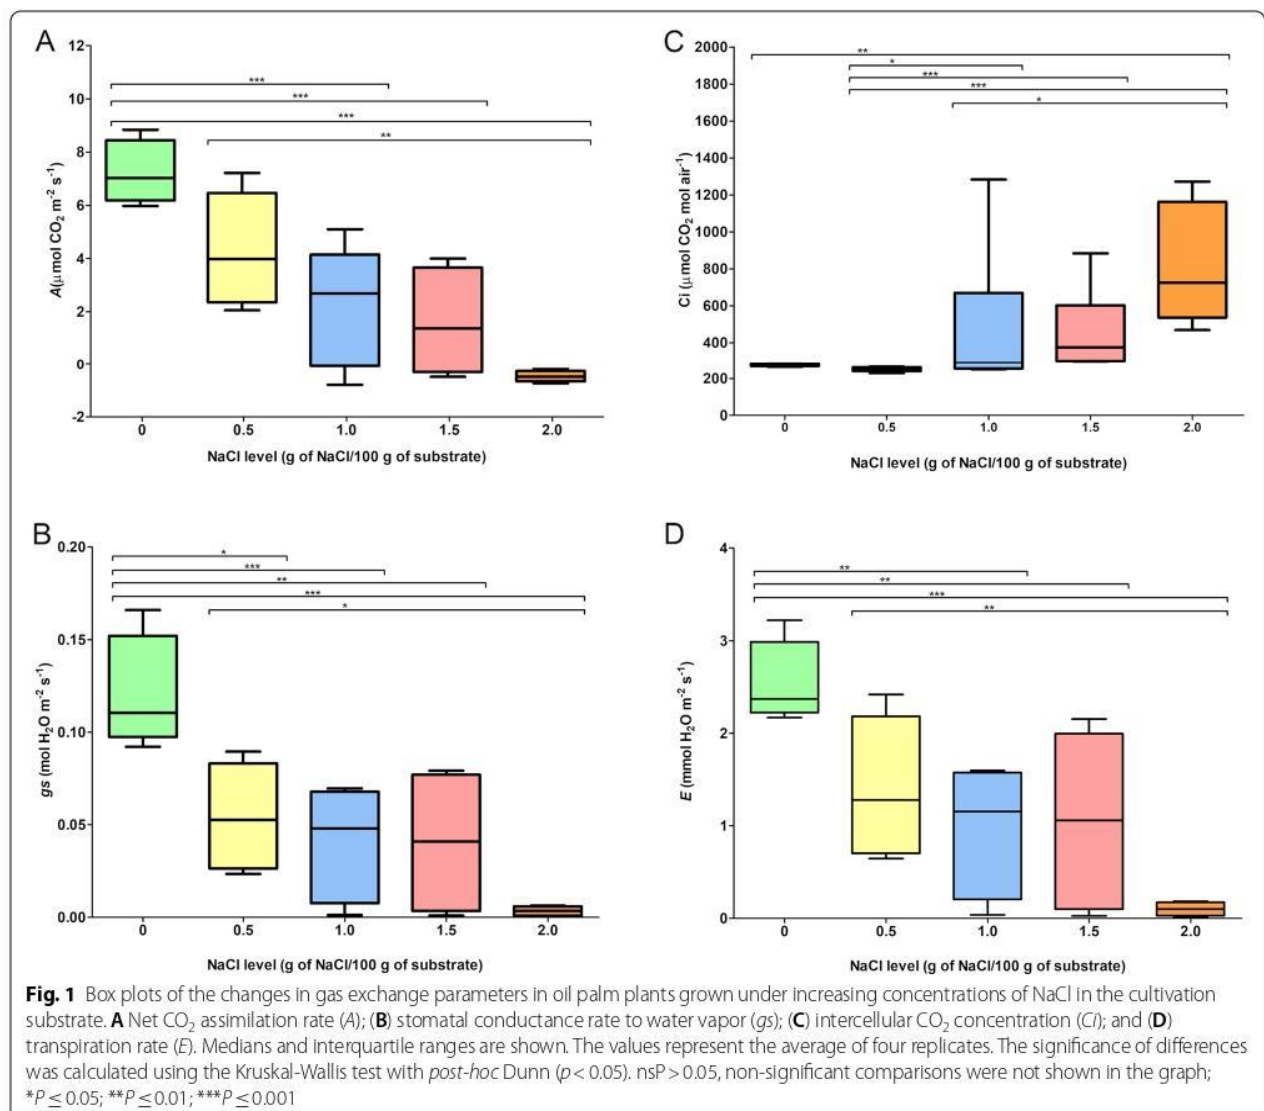 A
12
10
8
6
4
2
0
-2
A(μmol CO₂ m⁻² s⁻¹)
***
***
***
**
0 0.5 1.0 1.5 2.0
NaCl level (g of NaCl/100 g of substrate)
C
2000
1800
1600
1400
1200
1000
800
600
400
200
0
Ci (μmol CO₂ mol air⁻¹)
**
*
***
***
*
0 0.5 1.0 1.5 2.0
NaCl level (g of NaCl/100 g of substrate)
B
0.20
0.15
0.10
0.05
0.00
gs (mol H₂O m⁻² s⁻¹)
*
***
**
***
*
0 0.5 1.0 1.5 2.0
NaCl level (g of NaCl/100 g of substrate)
D
4
3
2
1
0
E (mmol H₂O m⁻² s⁻¹)
**
**
***
**
0 0.5 1.0 1.5 2.0
NaCl level (g of NaCl/100 g of substrate)
Fig. 1 Box plots of the changes in gas exchange parameters in oil palm plants grown under increasing concentrations of NaCl in the cultivation
substrate. A Net CO₂ assimilation rate (A); (B) stomatal conductance rate to water vapor (gs); (C) intercellular CO₂ concentration (Ci); and (D)
transpiration rate (E). Medians and interquartile ranges are shown. The values represent the average of four replicates. The significance of differences
was calculated using the Kruskal-Wallis test with post-hoc Dunn (p < 0.05). nsP > 0.05, non-significant comparisons were not shown in the graph;
*P ≤ 0.05; **P ≤ 0.01; ***P ≤ 0.001